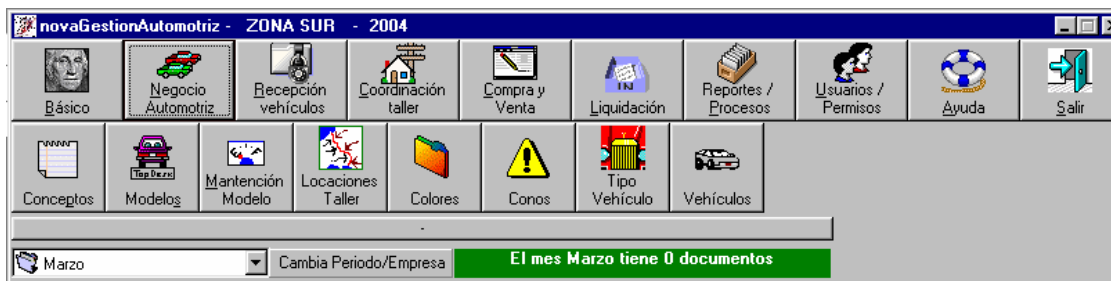 novaGestionAutomotriz - ZONA SUR - 2004
Básico
Negocio
Automotriz
Recepción
vehículos
Coordinación
taller
Compra y
Venta
IN
Liquidación
Reportes /
Procesos
Usuarios /
Permisos
Ayuda
Salir
Conceptos
Modelos
Mantención
Modelo
Locaciones
Taller
Colores
Conos
Tipo
Vehículo
Vehículos
-
Marzo
Cambia Periodo/Empresa
El mes Marzo tiene 0 documentos